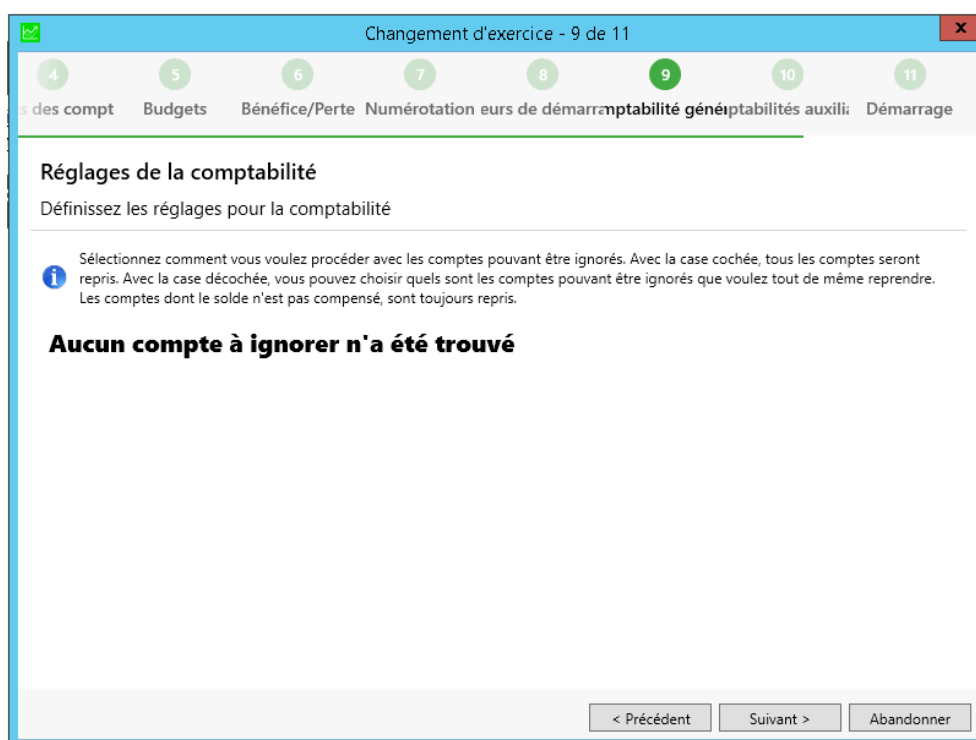 Changement d'exercice - 9 de 11
x
4 5 6 7 8 9 10 11
s des compt Budgets Bénéfice/Perte Numérotation eurs de démarra mptabilité génér ptabilités auxilia Démarrage
Réglages de la comptabilité
Définissez les réglages pour la comptabilité
Sélectionnez comment vous voulez procéder avec les comptes pouvant être ignorés. Avec la case cochée, tous les comptes seront
repris. Avec la case décochée, vous pouvez choisir quels sont les comptes pouvant être ignorés que voulez tout de même reprendre.
Les comptes dont le solde n'est pas compensé, sont toujours repris.
Aucun compte à ignorer n'a été trouvé
< Précédent Suivant > Abandonner